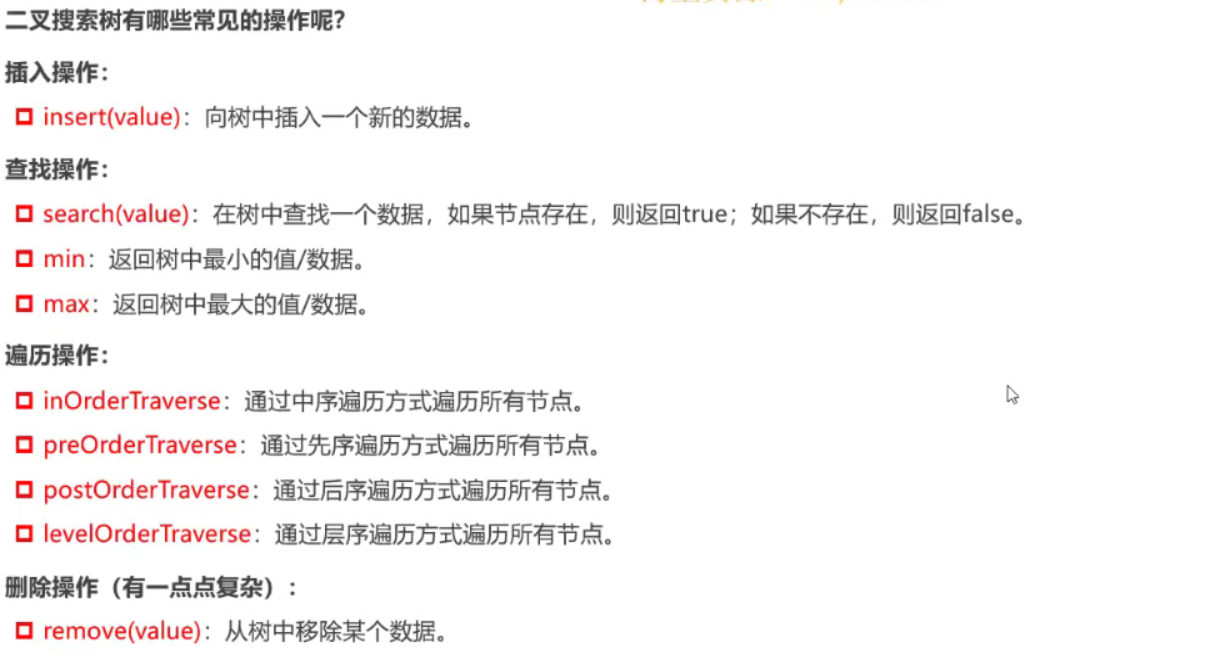 二叉搜索树有哪些常见的操作呢？
插入操作：
insert(value)：向树中插入一个新的数据。
查找操作：
search(value)：在树中查找一个数据，如果节点存在，则返回true；如果不存在，则返回false。
min：返回树中最小的值/数据。
max：返回树中最大的值/数据。
遍历操作：
inOrderTraverse：通过中序遍历方式遍历所有节点。
preOrderTraverse：通过先序遍历方式遍历所有节点。
postOrderTraverse：通过后序遍历方式遍历所有节点。
levelOrderTraverse：通过层序遍历方式遍历所有节点。
删除操作（有一点点复杂）：
remove(value)：从树中移除某个数据。